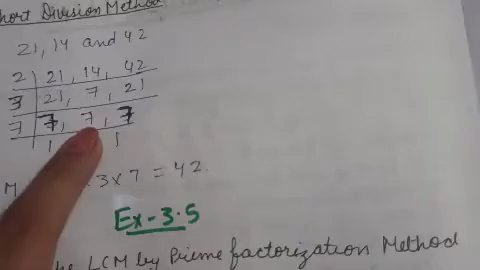 Short Division Method
21, 14 and 42
2 | 21, 14, 42
3 | 21, 7, 21
7 | 7, 7, 7
1 1
M × 3 × 7 = 42.
Ex - 3.5
the LCM by Prime factorization Method